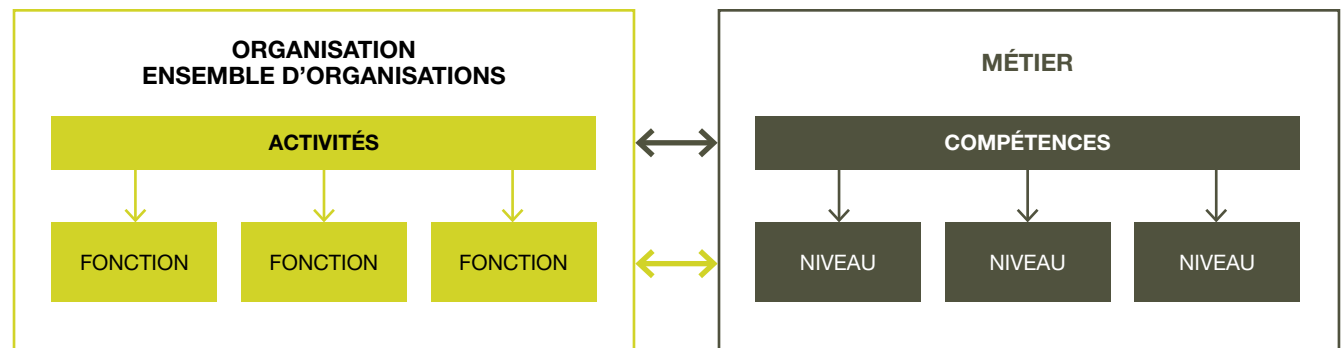 ORGANISATION
ENSEMBLE D’ORGANISATIONS
ACTIVITÉS
FONCTION
FONCTION
FONCTION
MÉTIER
COMPÉTENCES
NIVEAU
NIVEAU
NIVEAU